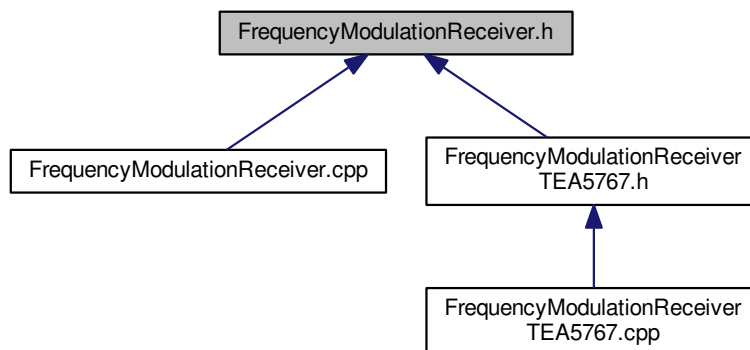 FrequencyModulationReceiver.h
FrequencyModulationReceiver.cpp
FrequencyModulationReceiver
TEA5767.h
FrequencyModulationReceiver
TEA5767.cpp